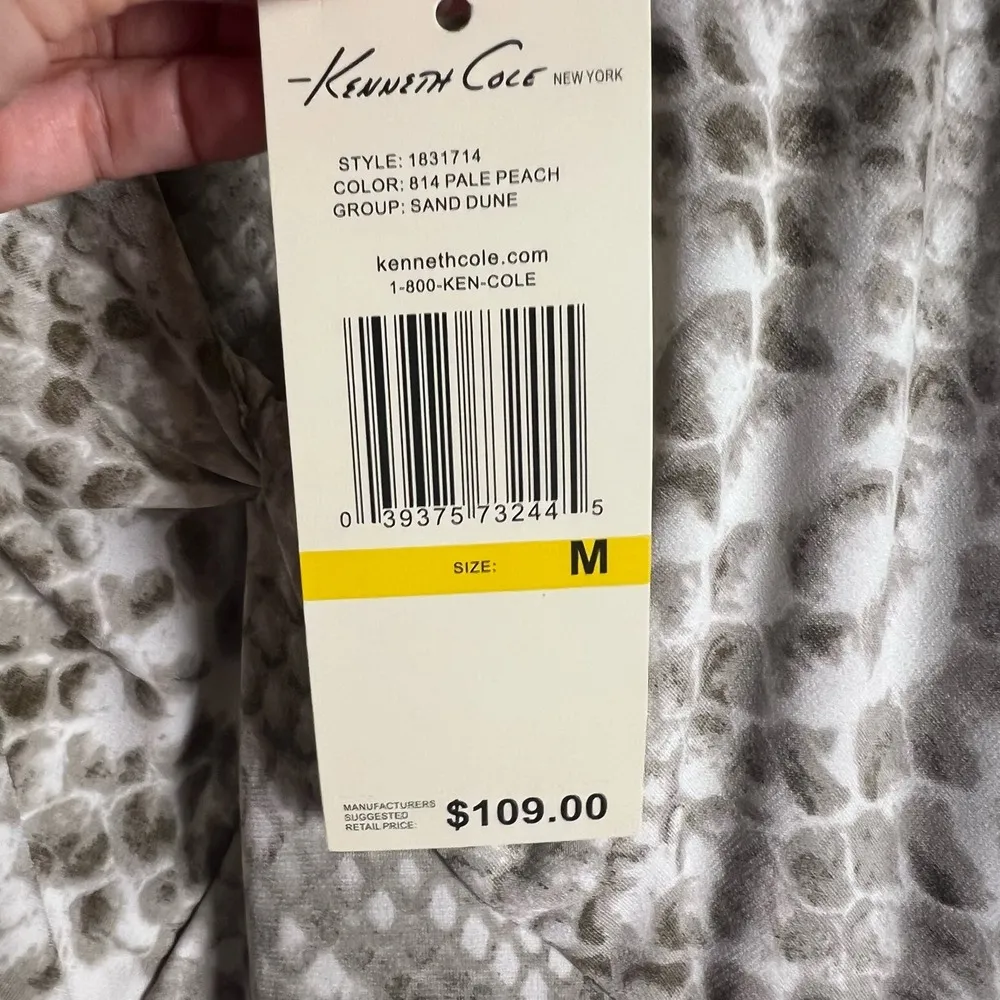 KENNETH COLE NEW YORK
STYLE: 1831714
COLOR: 814 PALE PEACH
GROUP: SAND DUNE
kennethcole.com
1-800-KEN-COLE
0 39375 73244 5
SIZE: M
MANUFACTURERS
SUGGESTED
RETAIL PRICE: $109.00